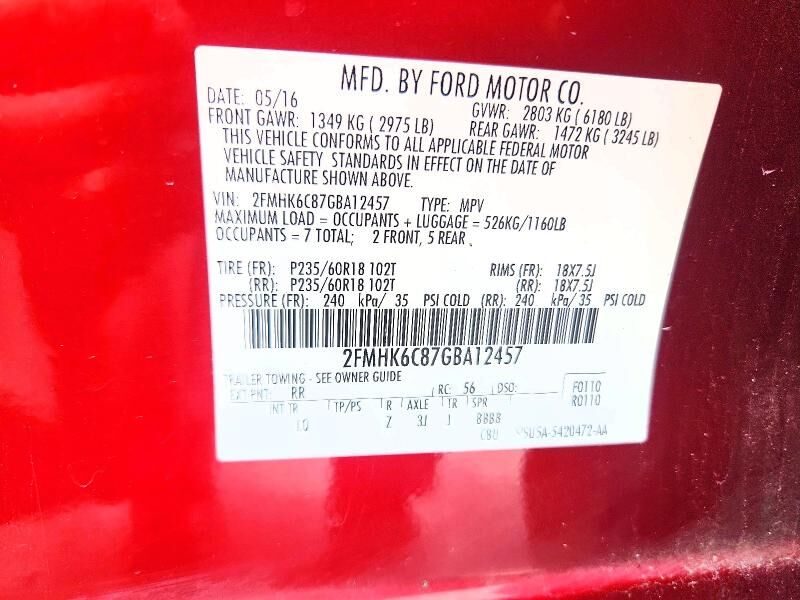 MFD. BY FORD MOTOR CO.
DATE: 05/16 GVWR: 2803 KG ( 6180 LB)
FRONT GAWR: 1349 KG ( 2975 LB) REAR GAWR: 1472 KG ( 3245 LB)
THIS VEHICLE CONFORMS TO ALL APPLICABLE FEDERAL MOTOR
VEHICLE SAFETY STANDARDS IN EFFECT ON THE DATE OF
MANUFACTURE SHOWN ABOVE.
VIN: 2FMHK6C87GBA12457 TYPE: MPV
MAXIMUM LOAD = OCCUPANTS + LUGGAGE = 526KG/1160LB
OCCUPANTS = 7 TOTAL; 2 FRONT, 5 REAR
TIRE (FR): P235/60R18 102T RIMS (FR): 18X7.5J
(RR): P235/60R18 102T (RR): 18X7.5J
PRESSURE (FR): 240 kPa/ 35 PSI COLD (RR): 240 kPa/ 35 PSI COLD
2FMHK6C87GBA12457
TRAILER TOWING - SEE OWNER GUIDE
EXT PNT: RR RC: 56 DSO: F0110
R0110
INT TR TP/PS R AXLE TR SPR
Z 3J J BBBB
-5420472-AA